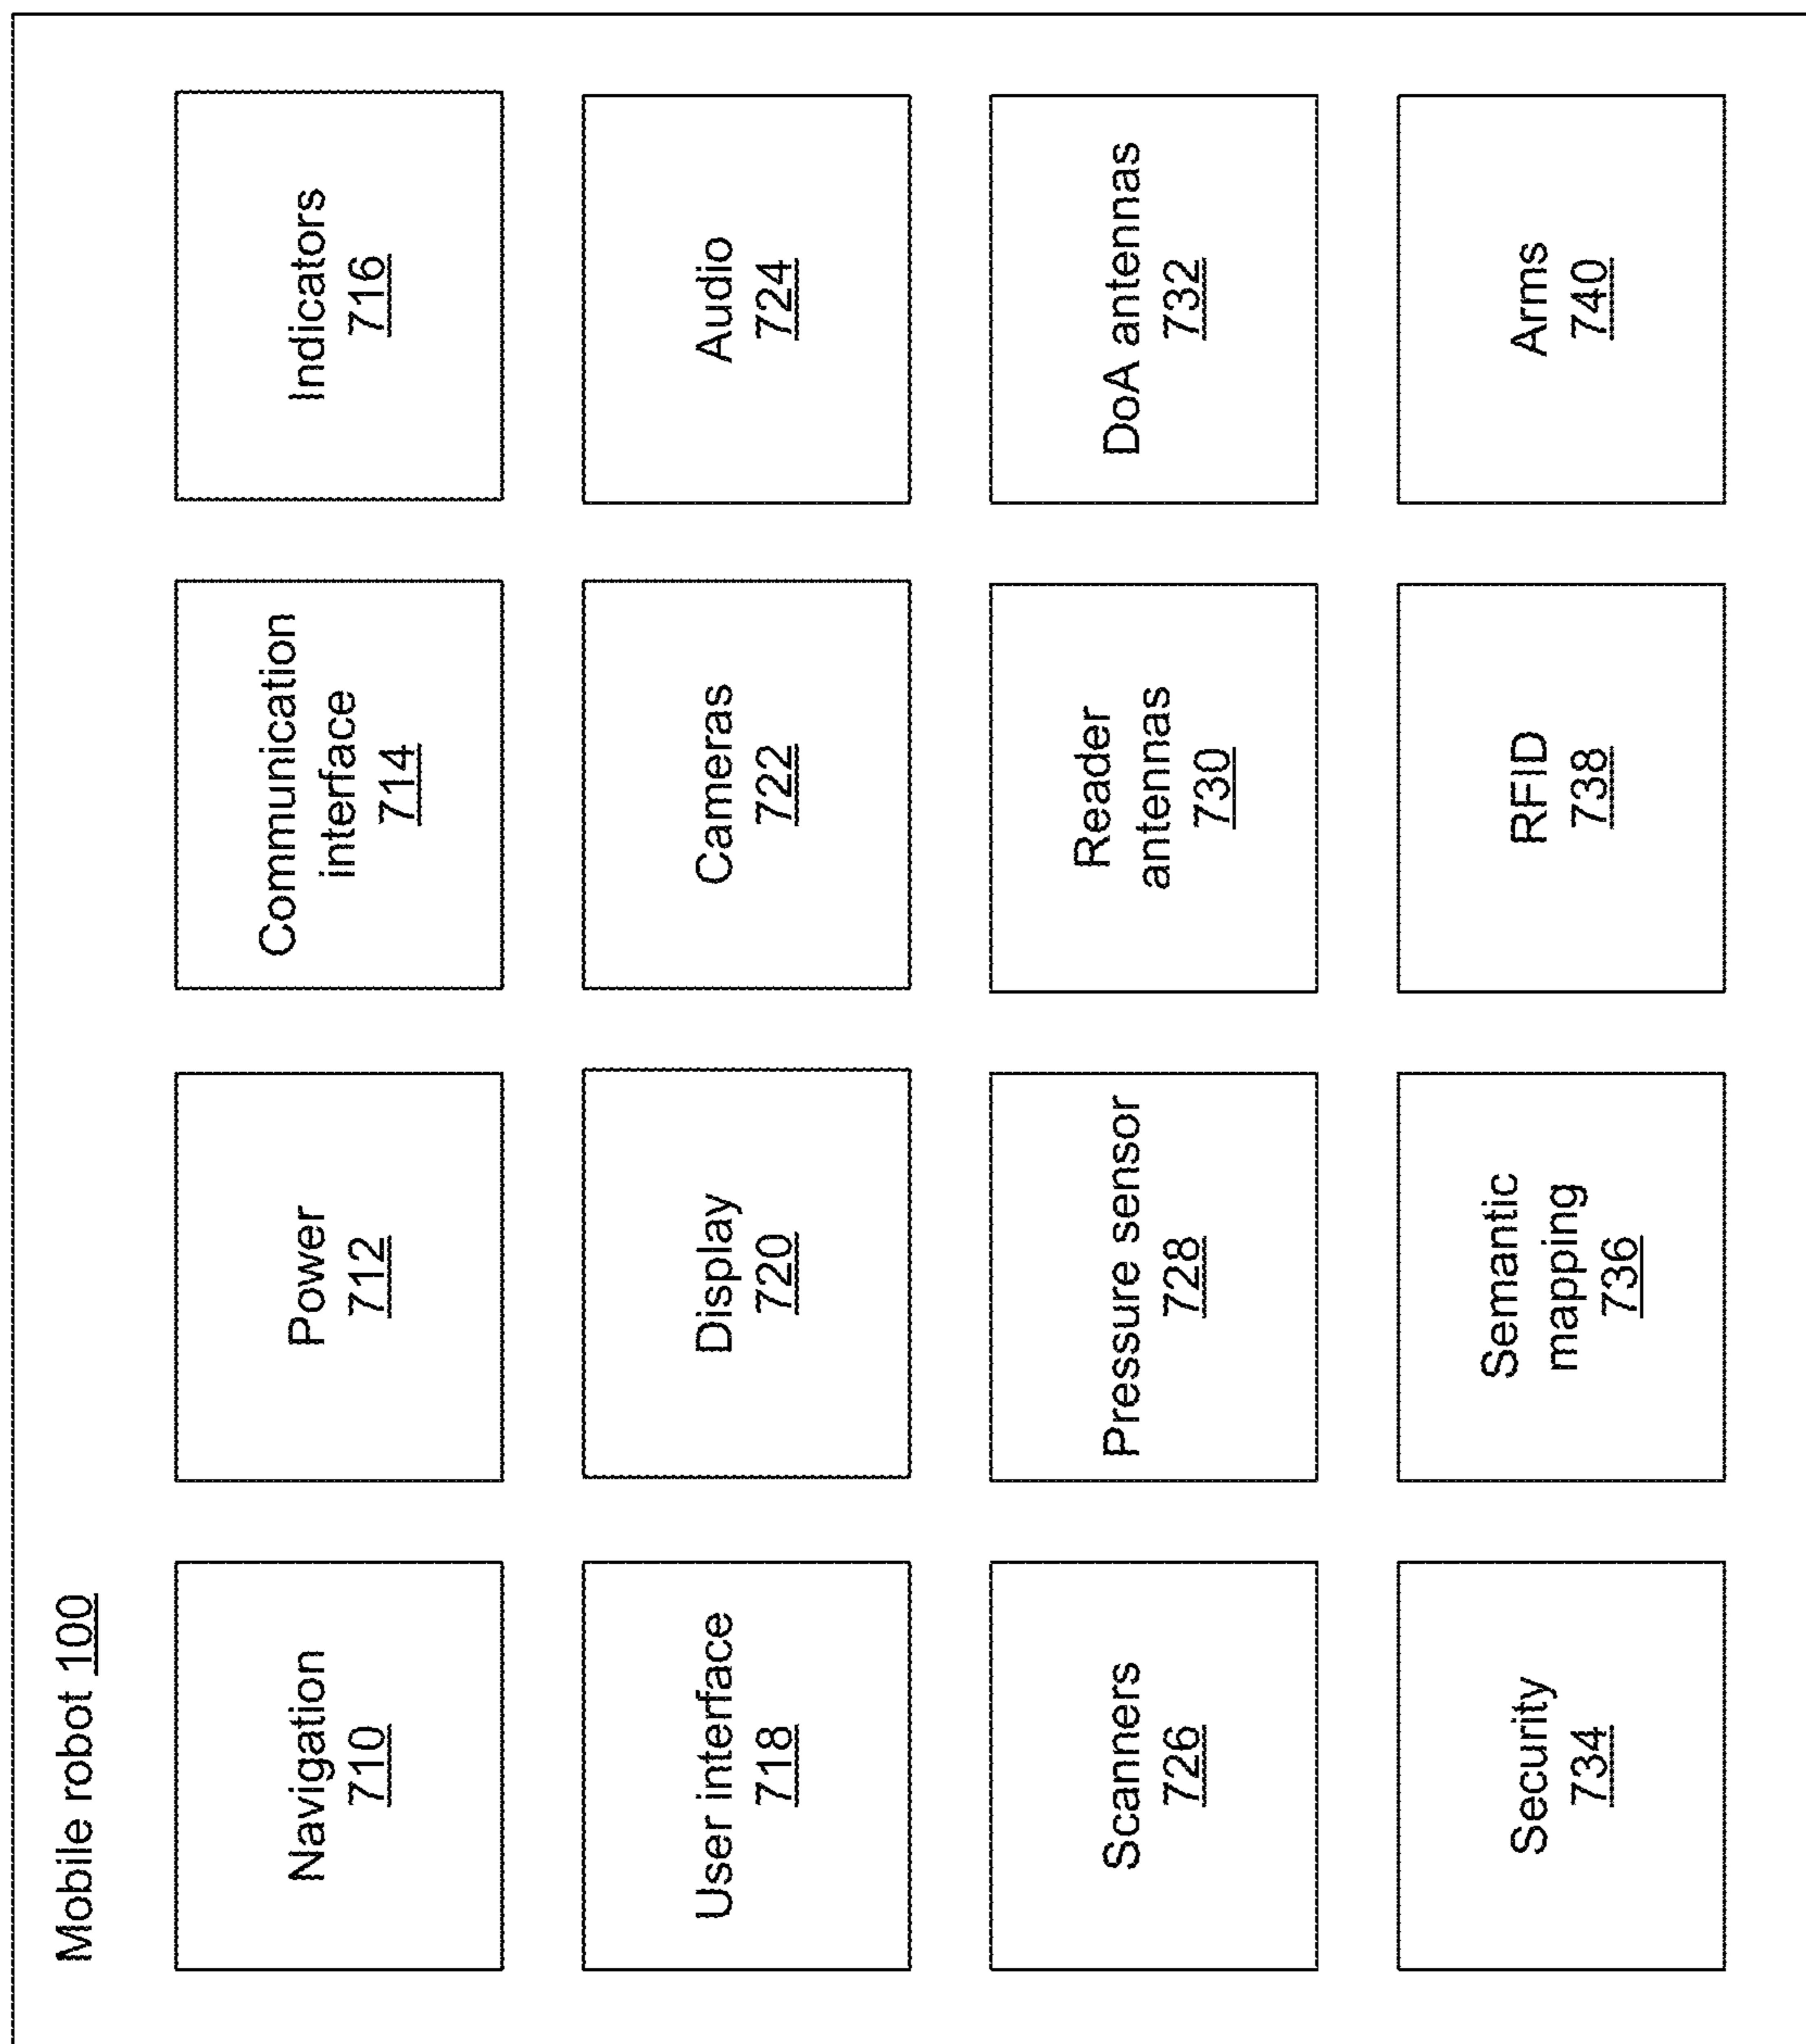 Mobile robot 100
Navigation
710
Power
712
Communication
interface
714
Indicators
716
User interface
718
Display
720
Cameras
722
Audio
724
Scanners
726
Pressure sensor
728
Reader
antennas
730
DoA antennas
732
Security
734
Semantic
mapping
736
RFID
738
Arms
740